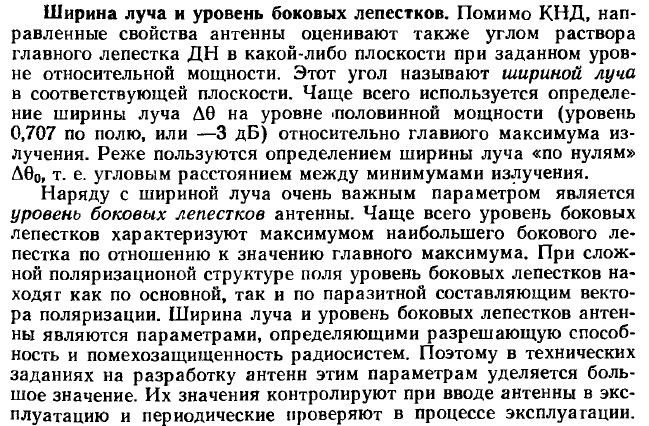 Ширина луча и уровень боковых лепестков. Помимо КНД, нап-
равленные свойства антенны оценивают также углом раствора
главного лепестка ДН в какой-либо плоскости при заданном уров-
не относительной мощности. Этот угол называют шириной луча
в соответствующей плоскости. Чаще всего используется определе-
ние ширины луча Δθ на уровне половинной мощности (уровень
0,707 по полю, или —3 дБ) относительно главного максимума из-
лучения. Реже пользуются определением ширины луча «по нулям»
Δθ₀, т. е. угловым расстоянием между минимумами излучения.
Наряду с шириной луча очень важным параметром является
уровень боковых лепестков антенны. Чаще всего уровень боковых
лепестков характеризуют максимумом наибольшего бокового ле-
пестка по отношению к значению главного максимума. При слож-
ной поляризационой структуре поля уровень боковых лепестков на-
ходят как по основной, так и по паразитной составляющим векто-
ра поляризации. Ширина луча и уровень боковых лепестков антен-
ны являются параметрами, определяющими разрешающую способ-
ность и помехозащищенность радиосистем. Поэтому в технических
заданиях на разработку антенн этим параметрам уделяется боль-
шое значение. Их значения контролируют при вводе антенны в экс-
плуатацию и периодические проверяют в процессе эксплуатации.